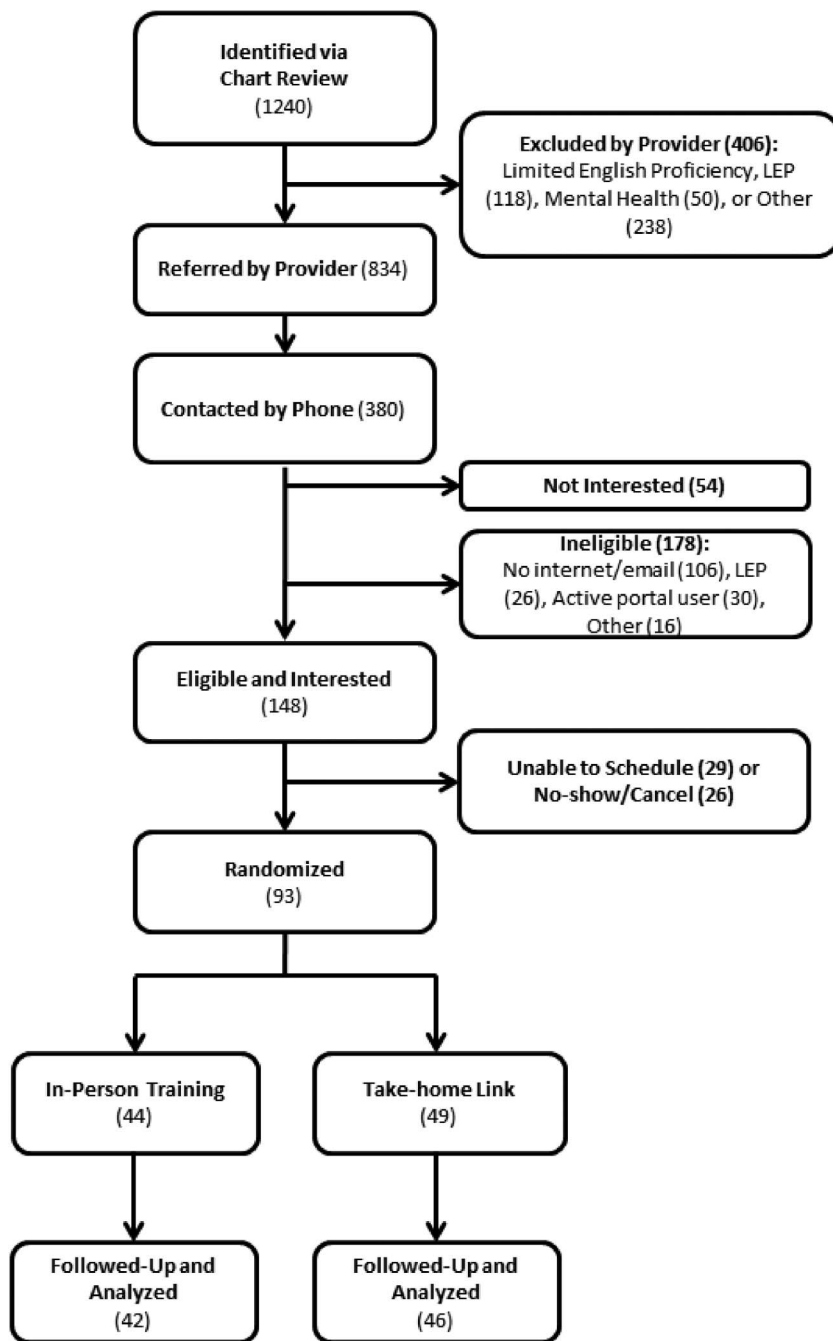 Identified via
Chart Review
(1240)
Excluded by Provider (406):
Limited English Proficiency, LEP
(118), Mental Health (50), or Other
(238)
Referred by Provider (834)
Contacted by Phone (380)
Not Interested (54)
Ineligible (178):
No internet/email (106), LEP
(26), Active portal user (30),
Other (16)
Eligible and Interested
(148)
Unable to Schedule (29) or
No-show/Cancel (26)
Randomized
(93)
In-Person Training
(44)
Take-home Link
(49)
Followed-Up and
Analyzed
(42)
Followed-Up and
Analyzed
(46)